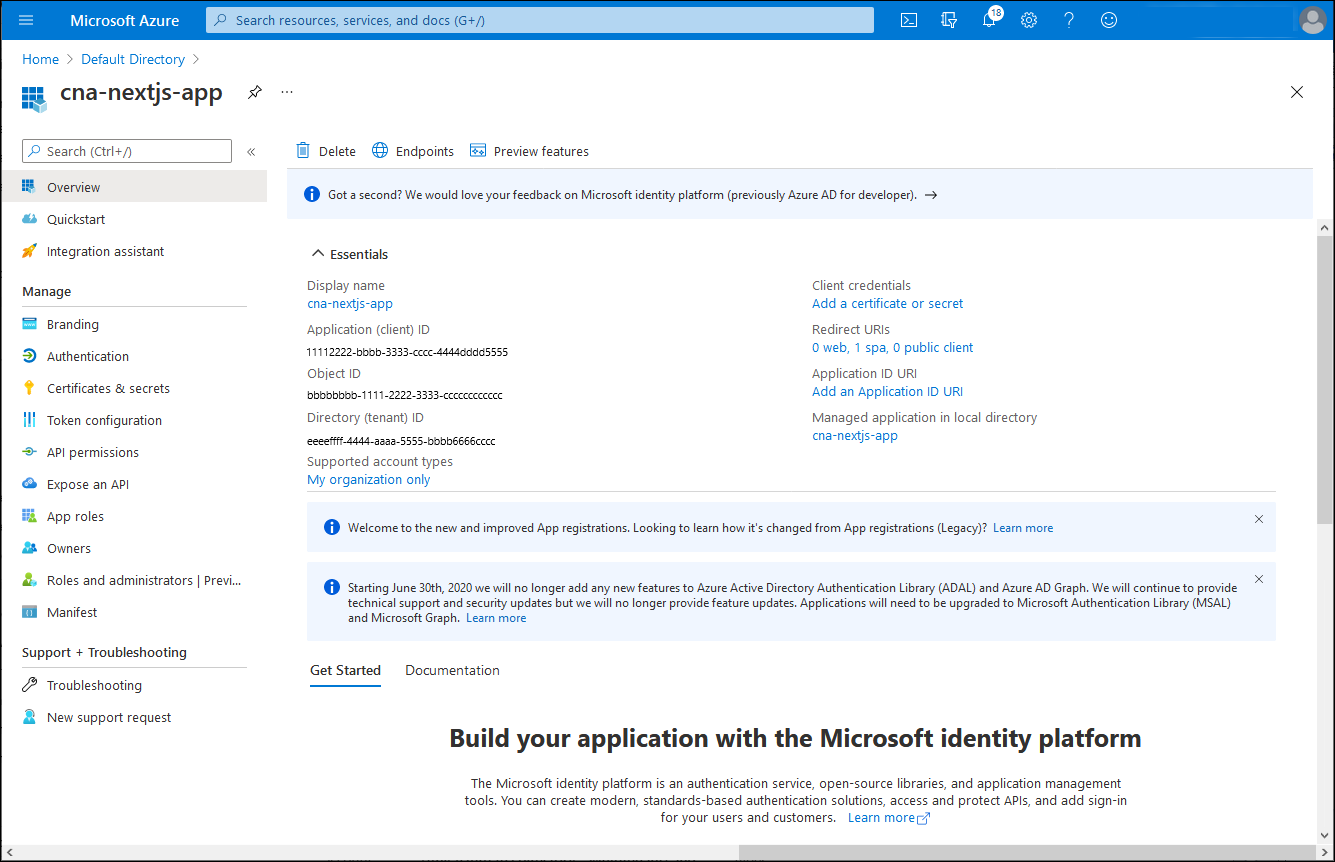 Microsoft Azure
Search resources, services, and docs (G+/)
18
Home > Default Directory >
cna-nextjs-app
...
Search (Ctrl+/)
«
Overview
Quickstart
Integration assistant
Manage
Branding
Authentication
Certificates & secrets
Token configuration
API permissions
Expose an API
App roles
Owners
Roles and administrators | Previ...
Manifest
Support + Troubleshooting
Troubleshooting
New support request
Delete
Endpoints
Preview features
Got a second? We would love your feedback on Microsoft identity platform (previously Azure AD for developer). →
Essentials
Display name
cna-nextjs-app
Application (client) ID
11112222-bbbb-3333-cccc-4444dddd5555
Object ID
bbbbbbbb-1111-2222-3333-cccccccccccc
Directory (tenant) ID
eeeeffff-4444-aaaa-5555-bbbb6666cccc
Supported account types
My organization only
Client credentials
Add a certificate or secret
Redirect URIs
0 web, 1 spa, 0 public client
Application ID URI
Add an Application ID URI
Managed application in local directory
cna-nextjs-app
Welcome to the new and improved App registrations. Looking to learn how it's changed from App registrations (Legacy)? Learn more
Starting June 30th, 2020 we will no longer add any new features to Azure Active Directory Authentication Library (ADAL) and Azure AD Graph. We will continue to provide
technical support and security updates but we will no longer provide feature updates. Applications will need to be upgraded to Microsoft Authentication Library (MSAL)
and Microsoft Graph. Learn more
Get Started
Documentation
Build your application with the Microsoft identity platform
The Microsoft identity platform is an authentication service, open-source libraries, and application management
tools. You can create modern, standards-based authentication solutions, access and protect APIs, and add sign-in
for your users and customers. Learn more